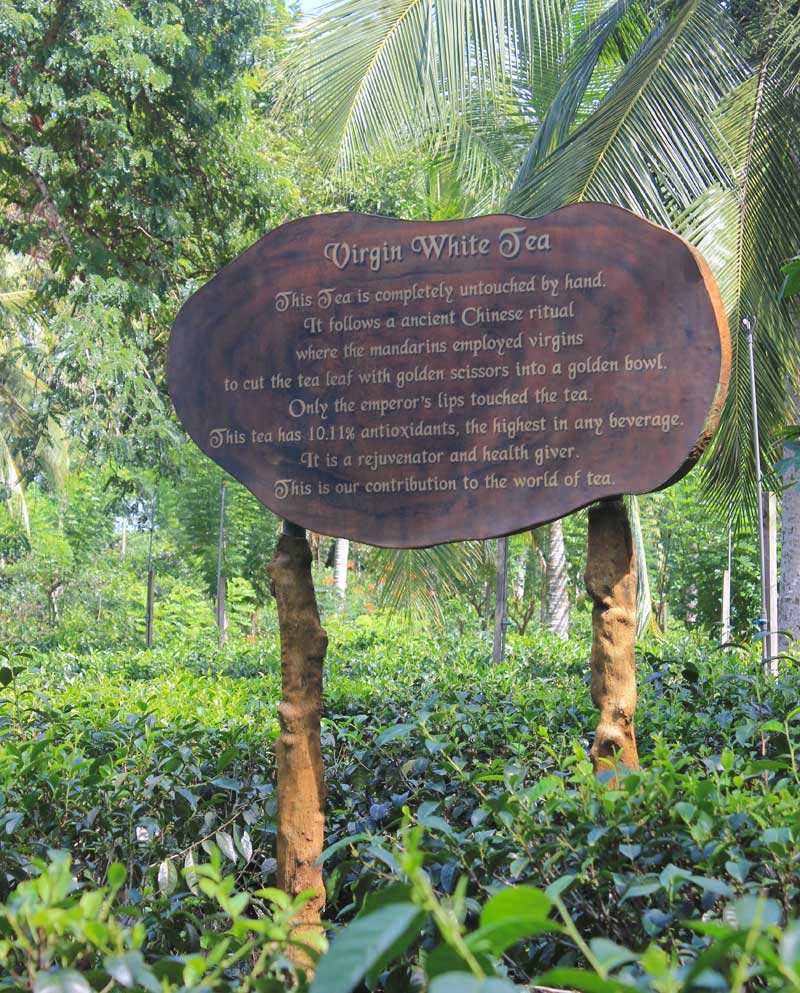 Virgin White Tea
This Tea is completely untouched by hand.
It follows a ancient Chinese ritual
where the mandarins employed virgins
to cut the tea leaf with golden scissors into a golden bowl.
Only the emperor's lips touched the tea.
This tea has 10.11% antioxidants, the highest in any beverage.
It is a rejuvenator and health giver.
This is our contribution to the world of tea.